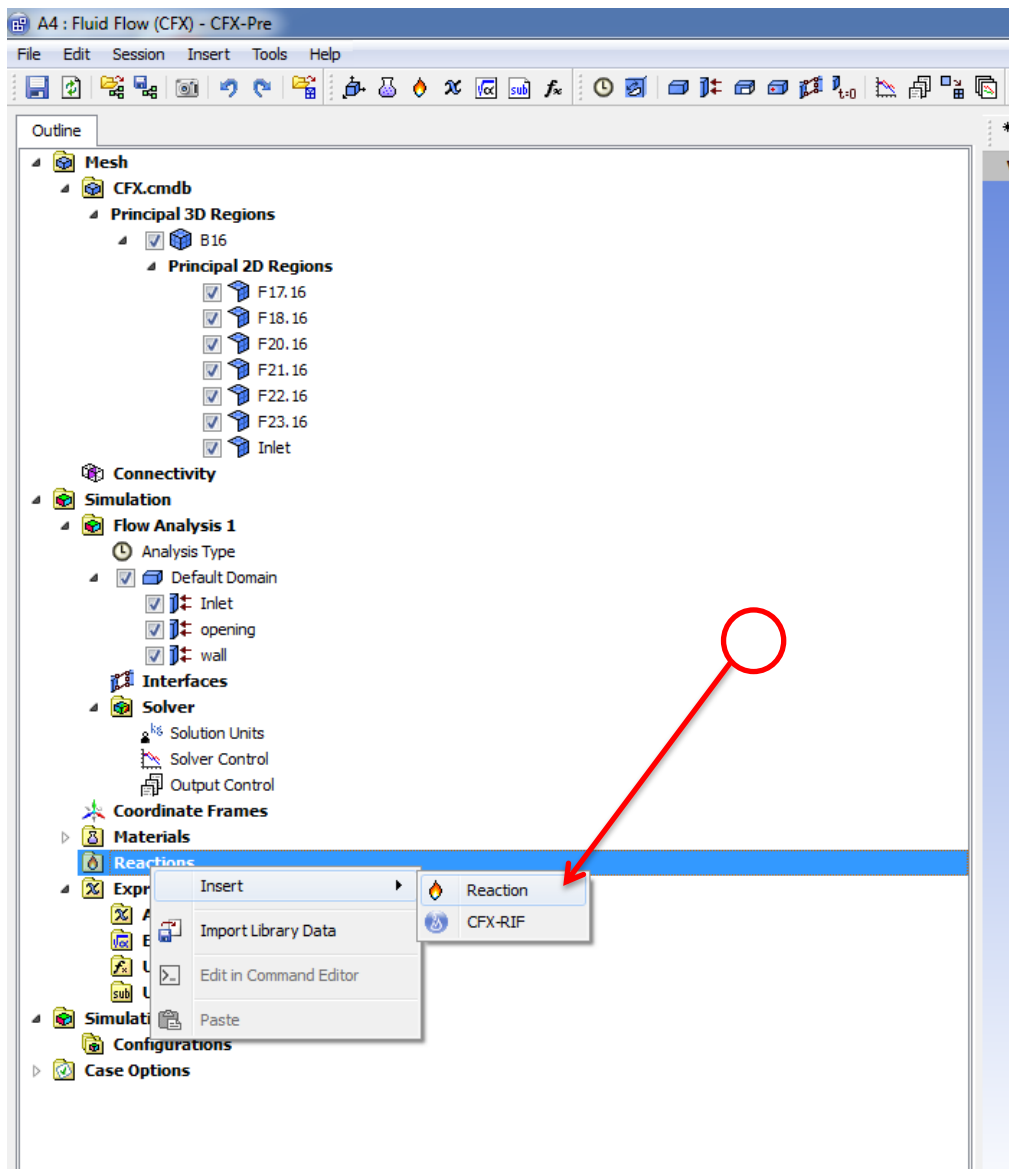 A4 : Fluid Flow (CFX) - CFX-Pre
File Edit Session Insert Tools Help
Outline
Mesh
CFX.cmdb
Principal 3D Regions
B16
Principal 2D Regions
F17.16
F18.16
F20.16
F21.16
F22.16
F23.16
Inlet
Connectivity
Simulation
Flow Analysis 1
Analysis Type
Default Domain
Inlet
opening
wall
Interfaces
Solver
Solution Units
Solver Control
Output Control
Coordinate Frames
Materials
Reactions
Insert
Reaction
CFX-RIF
Import Library Data
Edit in Command Editor
Paste
Configurations
Case Options